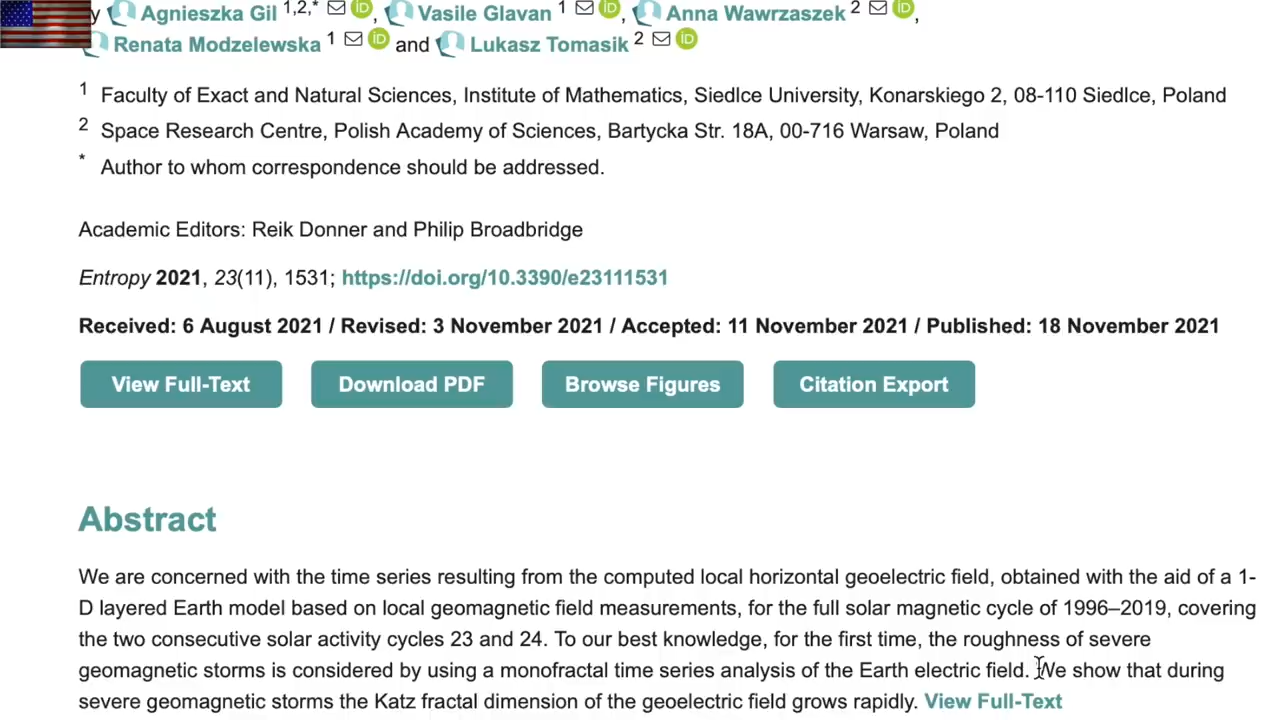 y Agnieszka Gil 1,2,* iD, Vasile Glavan 1 iD, Anna Wawrzaszek 2 iD,
Renata Modzelewska 1 iD and Lukasz Tomasik 2 iD
1 Faculty of Exact and Natural Sciences, Institute of Mathematics, Siedlce University, Konarskiego 2, 08-110 Siedlce, Poland
2 Space Research Centre, Polish Academy of Sciences, Bartycka Str. 18A, 00-716 Warsaw, Poland
* Author to whom correspondence should be addressed.
Academic Editors: Reik Donner and Philip Broadbridge
Entropy 2021, 23(11), 1531; https://doi.org/10.3390/e23111531
Received: 6 August 2021 / Revised: 3 November 2021 / Accepted: 11 November 2021 / Published: 18 November 2021
View Full-Text Download PDF Browse Figures Citation Export
Abstract
We are concerned with the time series resulting from the computed local horizontal geoelectric field, obtained with the aid of a 1-
D layered Earth model based on local geomagnetic field measurements, for the full solar magnetic cycle of 1996–2019, covering
the two consecutive solar activity cycles 23 and 24. To our best knowledge, for the first time, the roughness of severe
geomagnetic storms is considered by using a monofractal time series analysis of the Earth electric field. We show that during
severe geomagnetic storms the Katz fractal dimension of the geoelectric field grows rapidly. View Full-Text